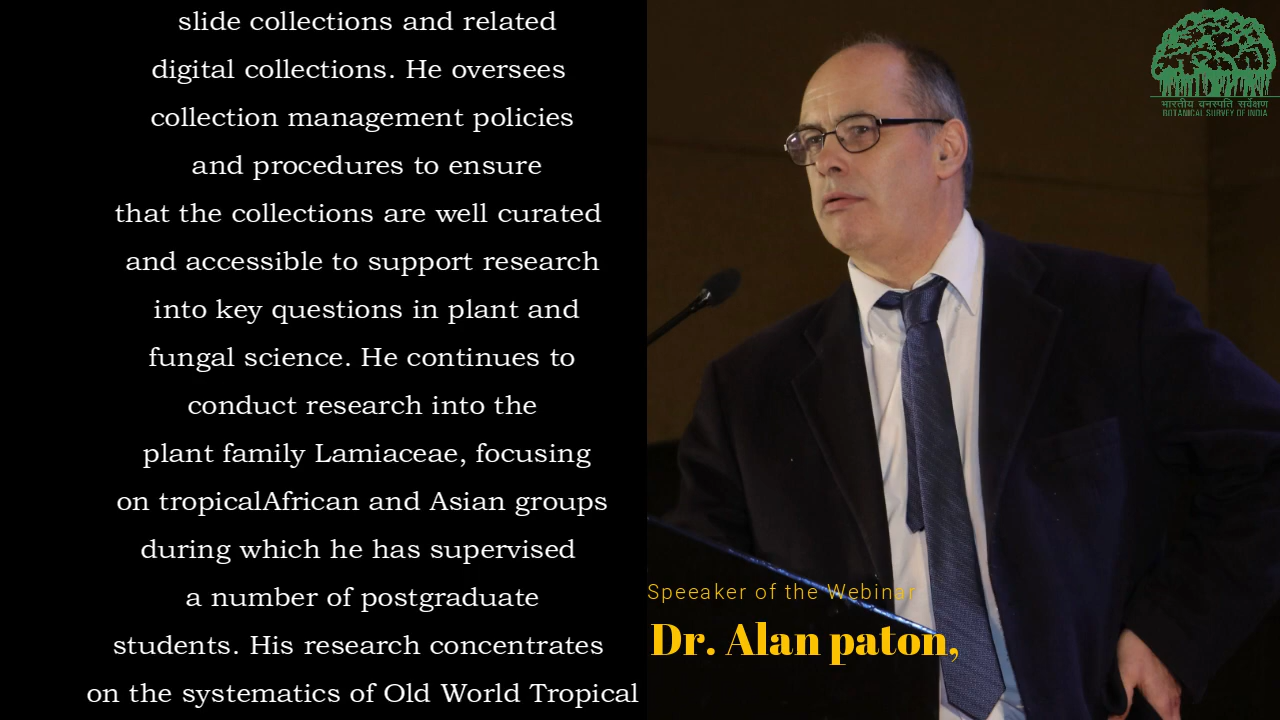 slide collections and related
digital collections. He oversees
collection management policies
and procedures to ensure
that the collections are well curated
and accessible to support research
into key questions in plant and
fungal science. He continues to
conduct research into the
plant family Lamiaceae, focusing
on tropicalAfrican and Asian groups
during which he has supervised
a number of postgraduate
students. His research concentrates
on the systematics of Old World Tropical
भारतीय वनस्पति सर्वेक्षण
BOTANICAL SURVEY OF INDIA
Speeaker of the Webinar
Dr. Alan paton,